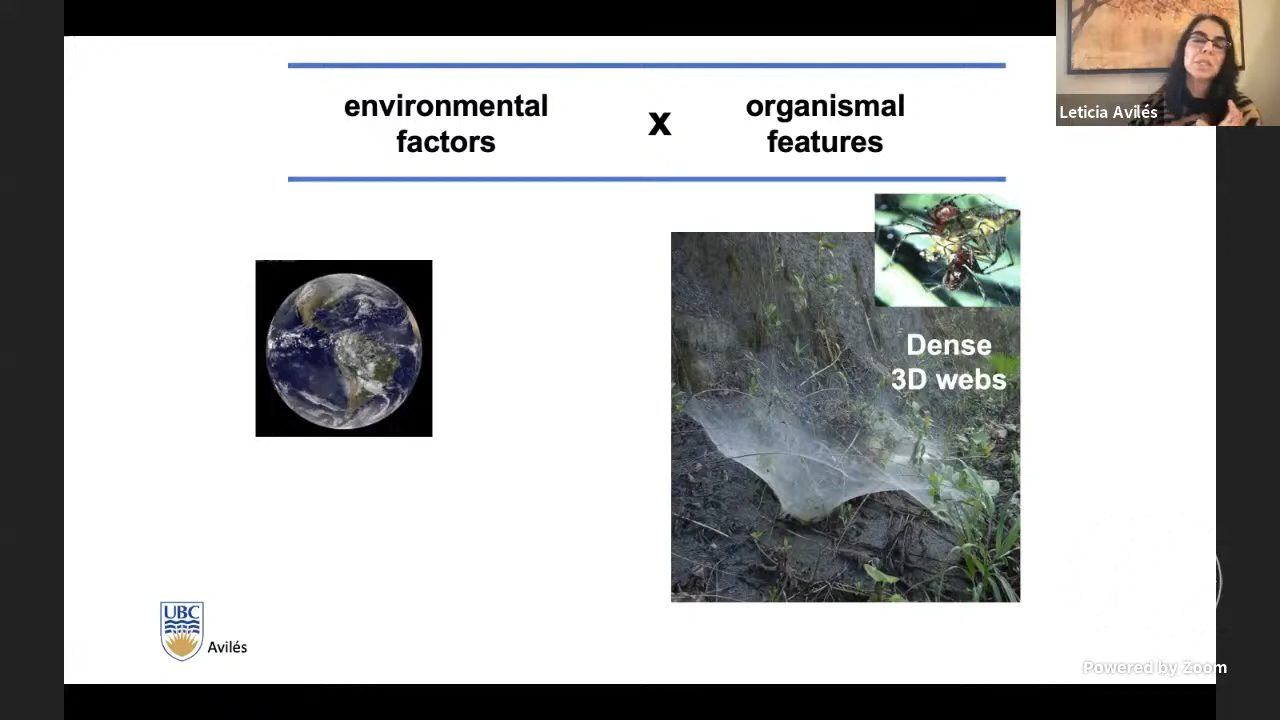 environmental
factors
x
organismal
features
Leticia Avilés
Dense
3D webs
UBC
Avilés
Powered by Zoom